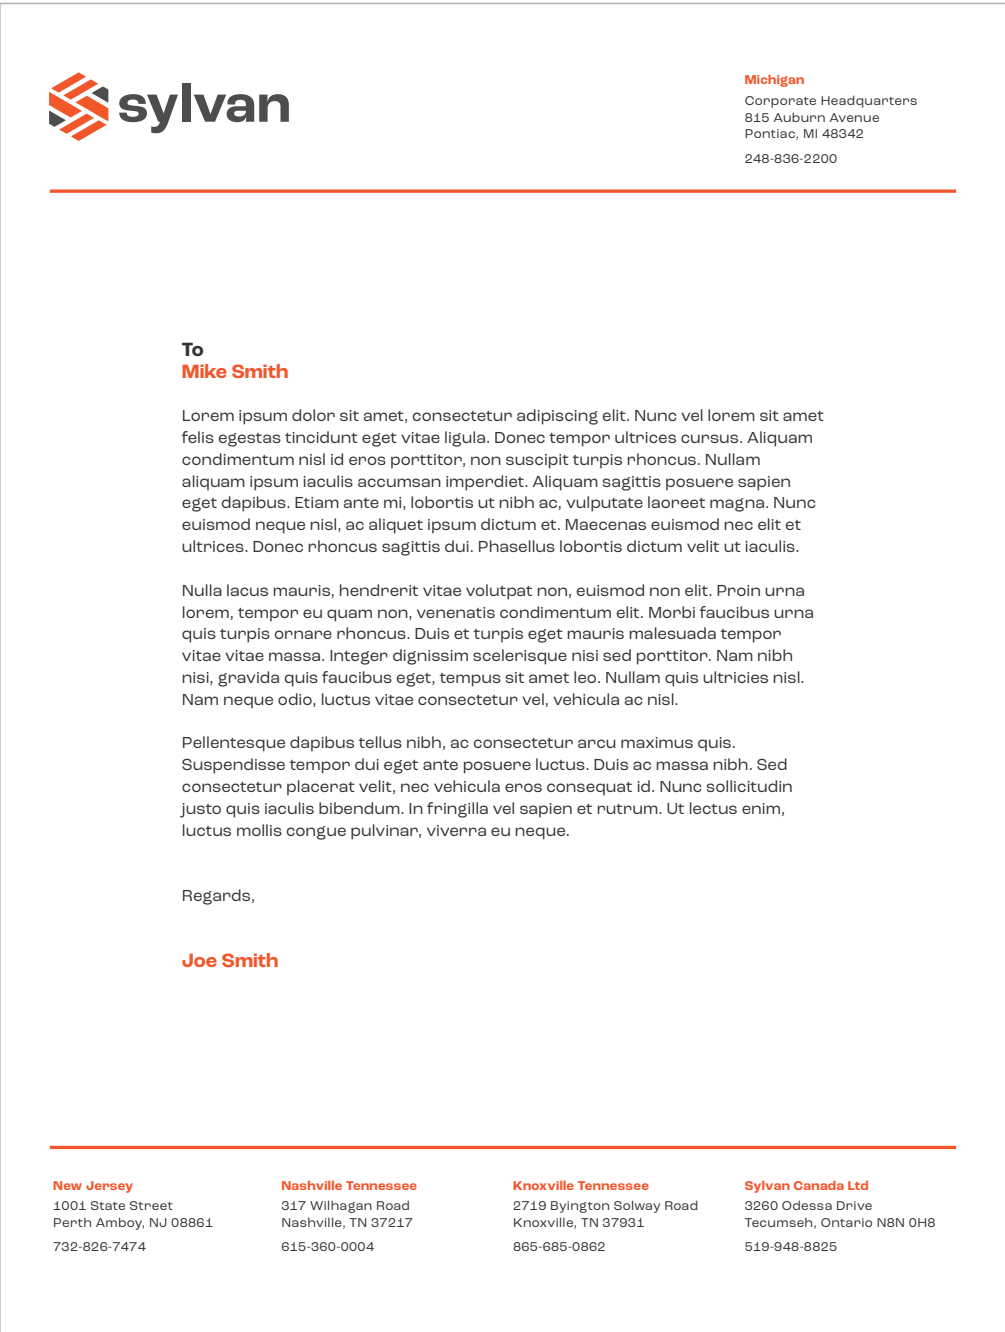 sylvan
Michigan
Corporate Headquarters
815 Auburn Avenue
Pontiac, MI 48342
248-836-2200
To
Mike Smith
Lorem ipsum dolor sit amet, consectetur adipiscing elit. Nunc vel lorem sit amet
felis egestas tincidunt eget vitae ligula. Donec tempor ultrices cursus. Aliquam
condimentum nisl id eros porttitor, non suscipit turpis rhoncus. Nullam
aliquam ipsum iaculis accumsan imperdiet. Aliquam sagittis posuere sapien
eget dapibus. Etiam ante mi, lobortis ut nibh ac, vulputate laoreet magna. Nunc
euismod neque nisl, ac aliquet ipsum dictum et. Maecenas euismod nec elit et
ultrices. Donec rhoncus sagittis dui. Phasellus lobortis dictum velit ut iaculis.
Nulla lacus mauris, hendrerit vitae volutpat non, euismod non elit. Proin urna
lorem, tempor eu quam non, venenatis condimentum elit. Morbi faucibus urna
quis turpis ornare rhoncus. Duis et turpis eget mauris malesuada tempor
vitae vitae massa. Integer dignissim scelerisque nisi sed porttitor. Nam nibh
nisi, gravida quis faucibus eget, tempus sit amet leo. Nullam quis ultricies nisl.
Nam neque odio, luctus vitae consectetur vel, vehicula ac nisl.
Pellentesque dapibus tellus nibh, ac consectetur arcu maximus quis.
Suspendisse tempor dui eget ante posuere luctus. Duis ac massa nibh. Sed
consectetur placerat velit, nec vehicula eros consequat id. Nunc sollicitudin
justo quis iaculis bibendum. In fringilla vel sapien et rutrum. Ut lectus enim,
luctus mollis congue pulvinar, viverra eu neque.
Regards,
Joe Smith
New Jersey
1001 State Street
Perth Amboy, NJ 08861
732-826-7474
Nashville Tennessee
317 Wilhagan Road
Nashville, TN 37217
615-360-0004
Knoxville Tennessee
2719 Byington Solway Road
Knoxville, TN 37931
865-685-0862
Sylvan Canada Ltd
3260 Odessa Drive
Tecumseh, Ontario N8N 0H8
519-948-8825